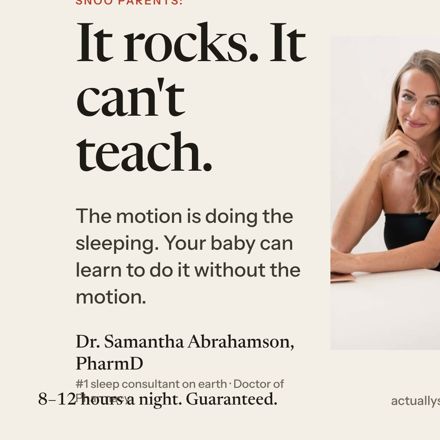 SNOO PARENTS:
It rocks. It
can't
teach.
The motion is doing the
sleeping. Your baby can
learn to do it without the
motion.
Dr. Samantha Abrahamson,
PharmD
#1 sleep consultant on earth · Doctor of
8–12 hours a night. Guaranteed.